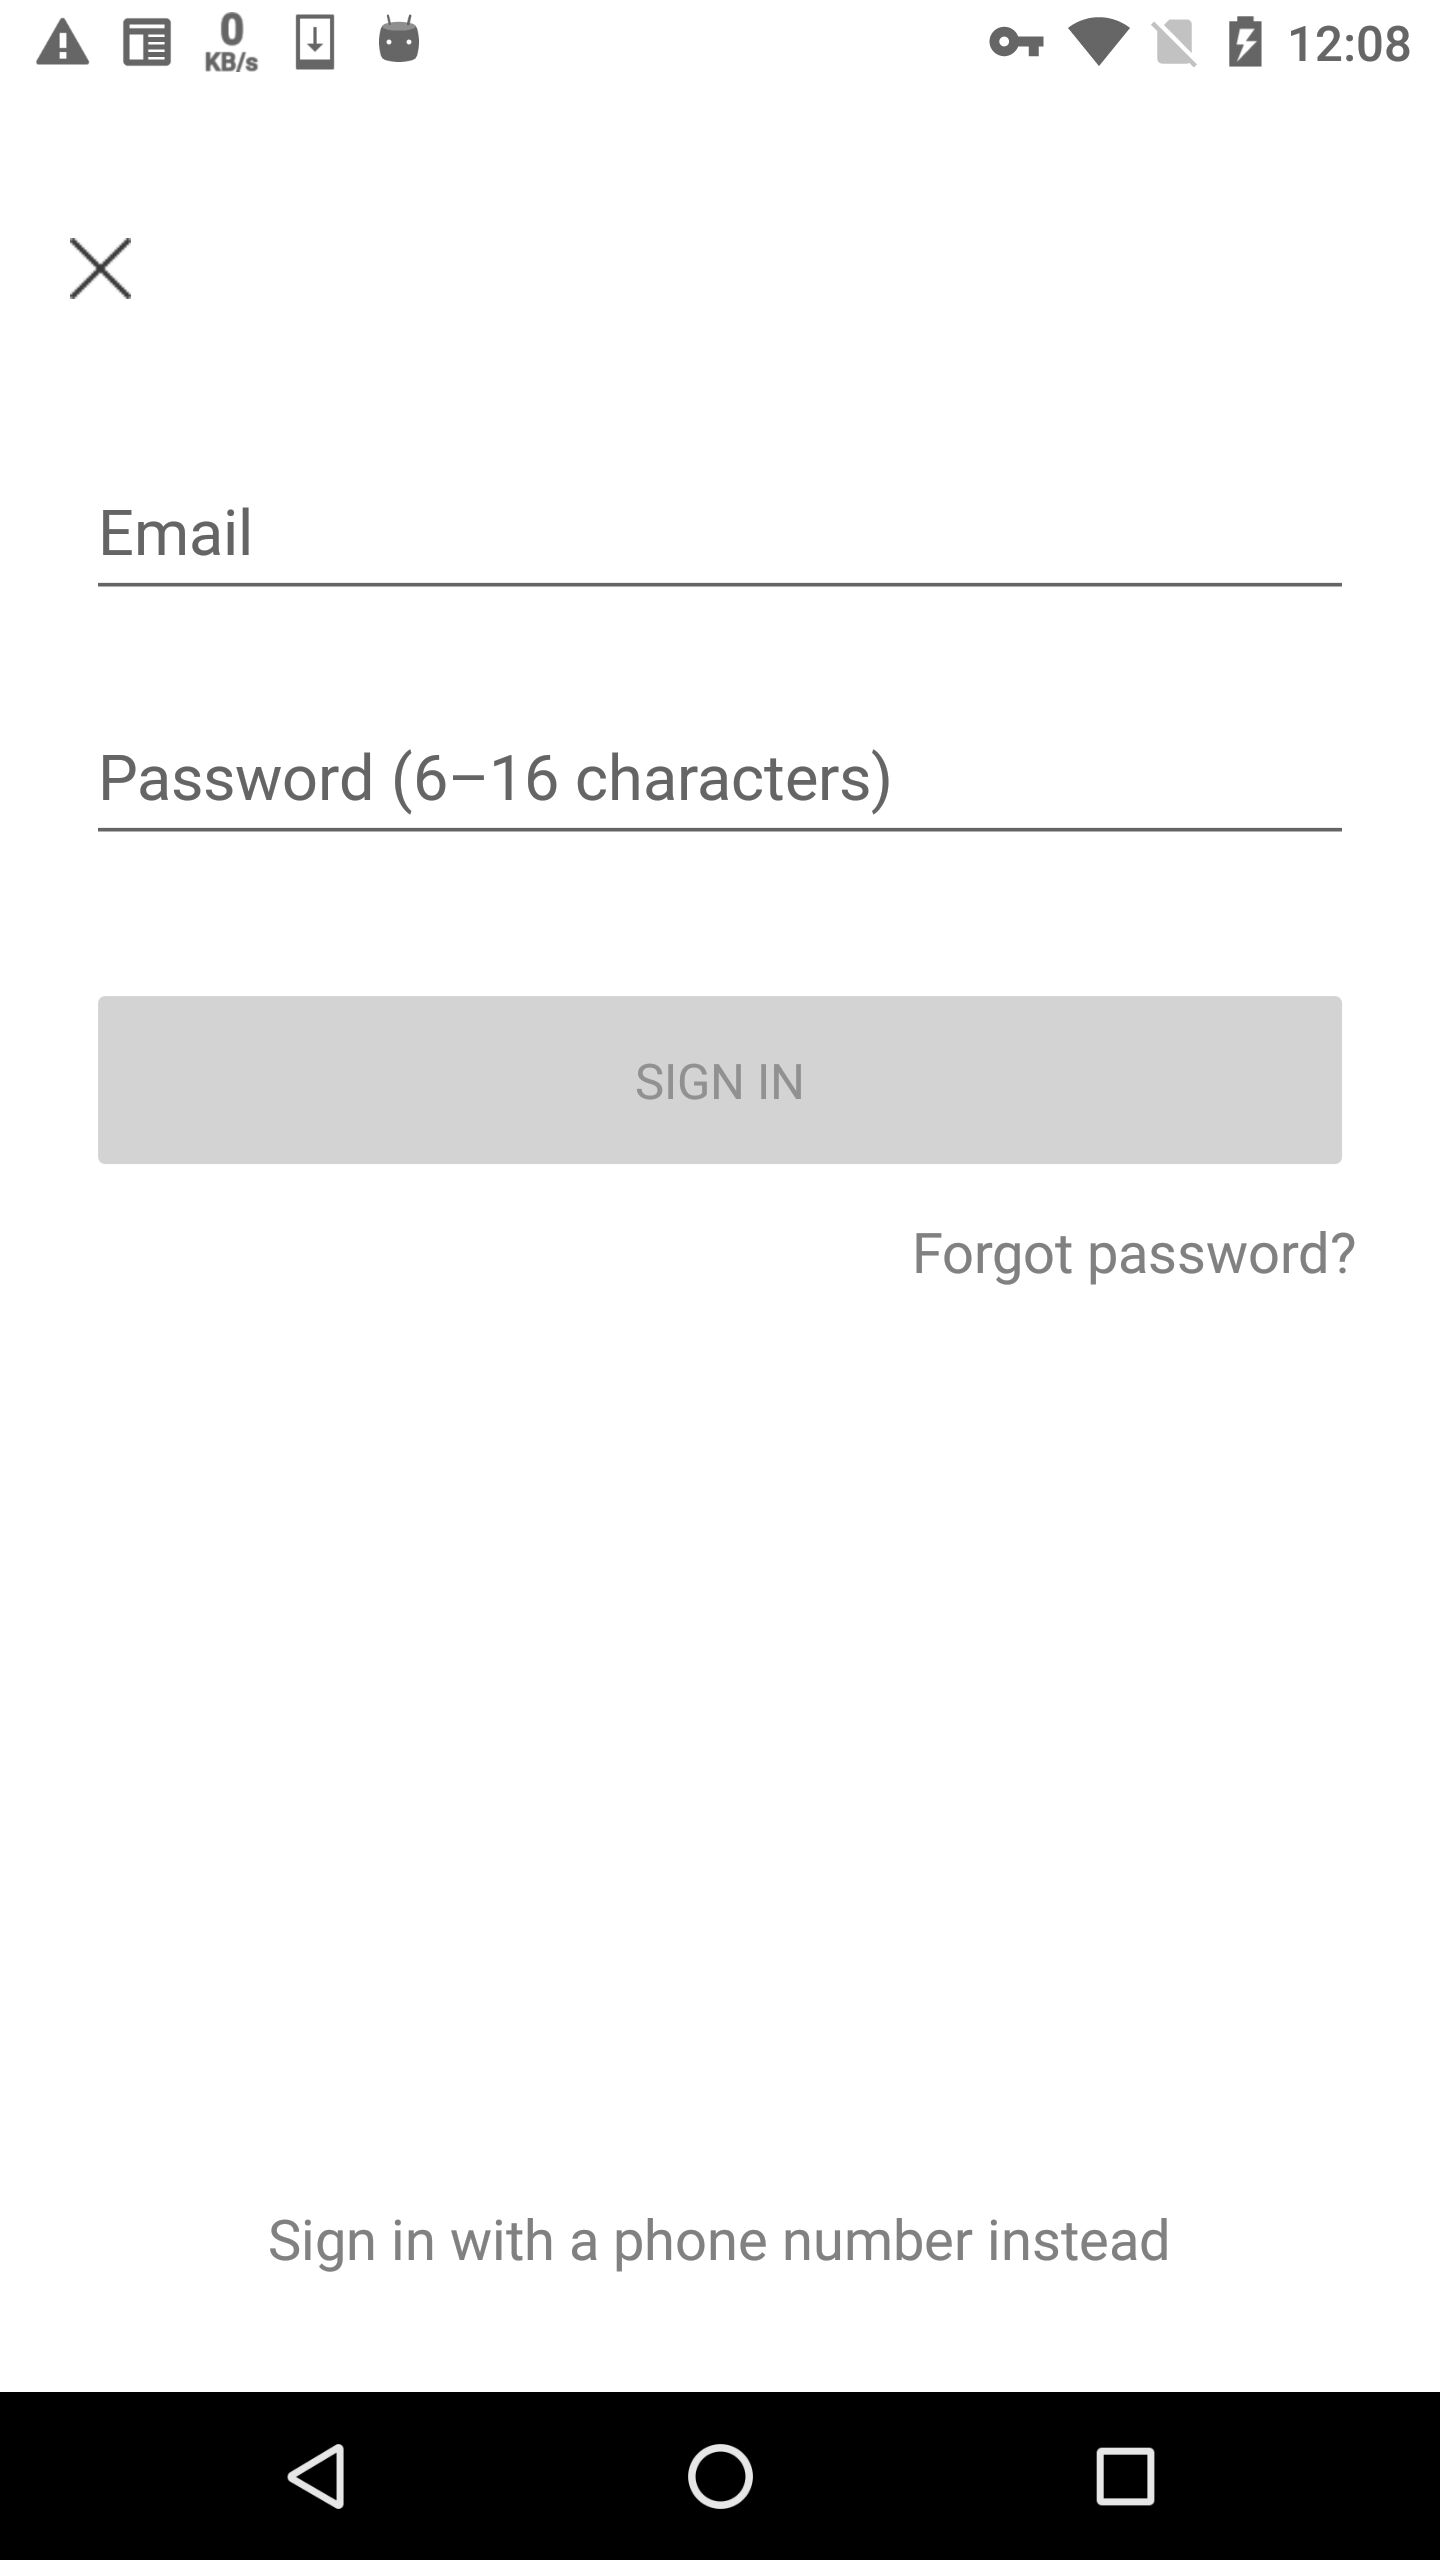 0
KB/s
12:08
Email
Password (6–16 characters)
SIGN IN
Forgot password?
Sign in with a phone number instead